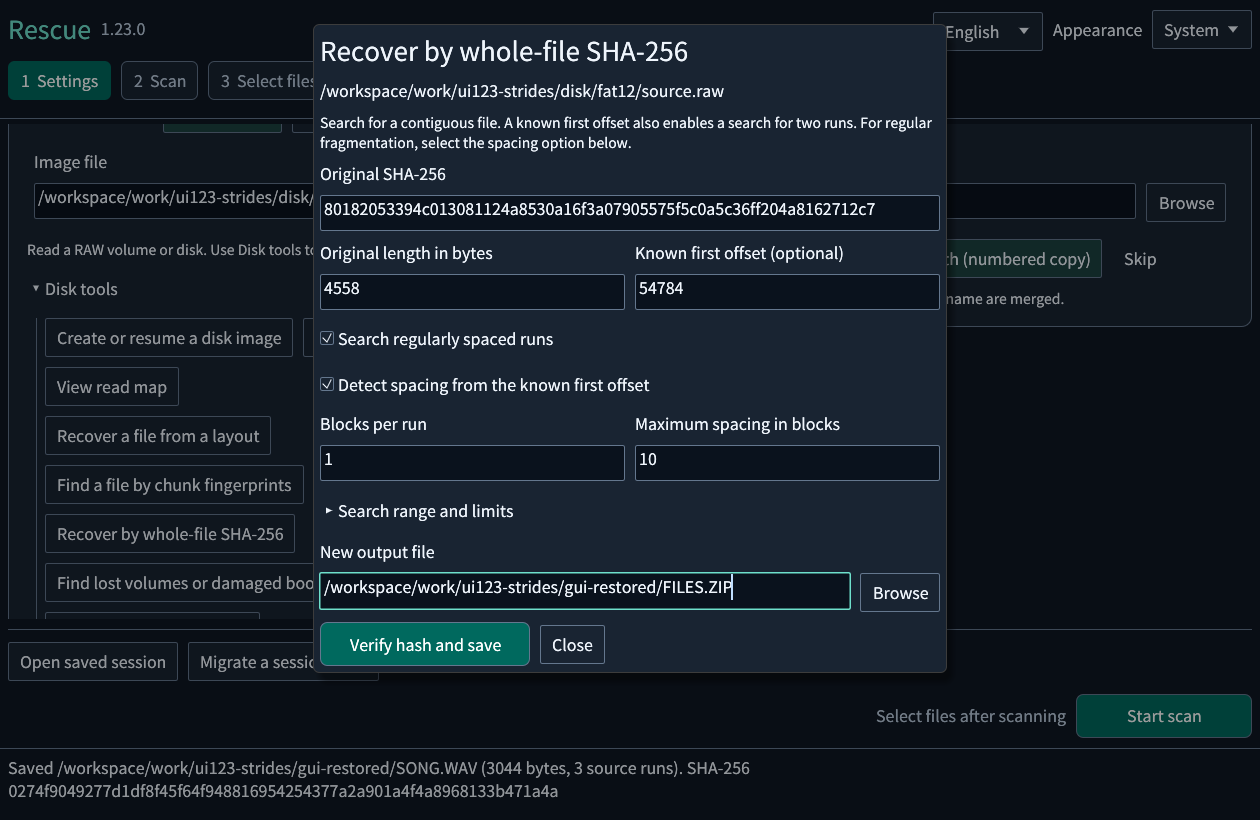 Rescue 1.23.0
English
Appearance
System
1 Settings
2 Scan
3 Select files
Recover by whole-file SHA-256
/workspace/work/ui123-strides/disk/fat12/source.raw
Search for a contiguous file. A known first offset also enables a search for two runs. For regular
fragmentation, select the spacing option below.
Original SHA-256
80182053394c013081124a8530a16f3a07905575f5c0a5c36ff204a8162712c7
Original length in bytes
Known first offset (optional)
4558
54784
Search regularly spaced runs
Detect spacing from the known first offset
Blocks per run
Maximum spacing in blocks
1
10
Search range and limits
New output file
/workspace/work/ui123-strides/gui-restored/FILES.ZIP
Browse
Verify hash and save
Close
Image file
/workspace/work/ui123-strides/disk/
Browse
Read a RAW volume or disk. Use Disk tools
(numbered copy)
Skip
name are merged.
Disk tools
Create or resume a disk image
View read map
Recover a file from a layout
Find a file by chunk fingerprints
Recover by whole-file SHA-256
Find lost volumes or damaged
Open saved session
Migrate a
Select files after scanning
Start scan
Saved /workspace/work/ui123-strides/gui-restored/SONG.WAV (3044 bytes, 3 source runs). SHA-256
0274f9049277d1df8f45f64f948816954254377a2a901a4f4a8968133b471a4a